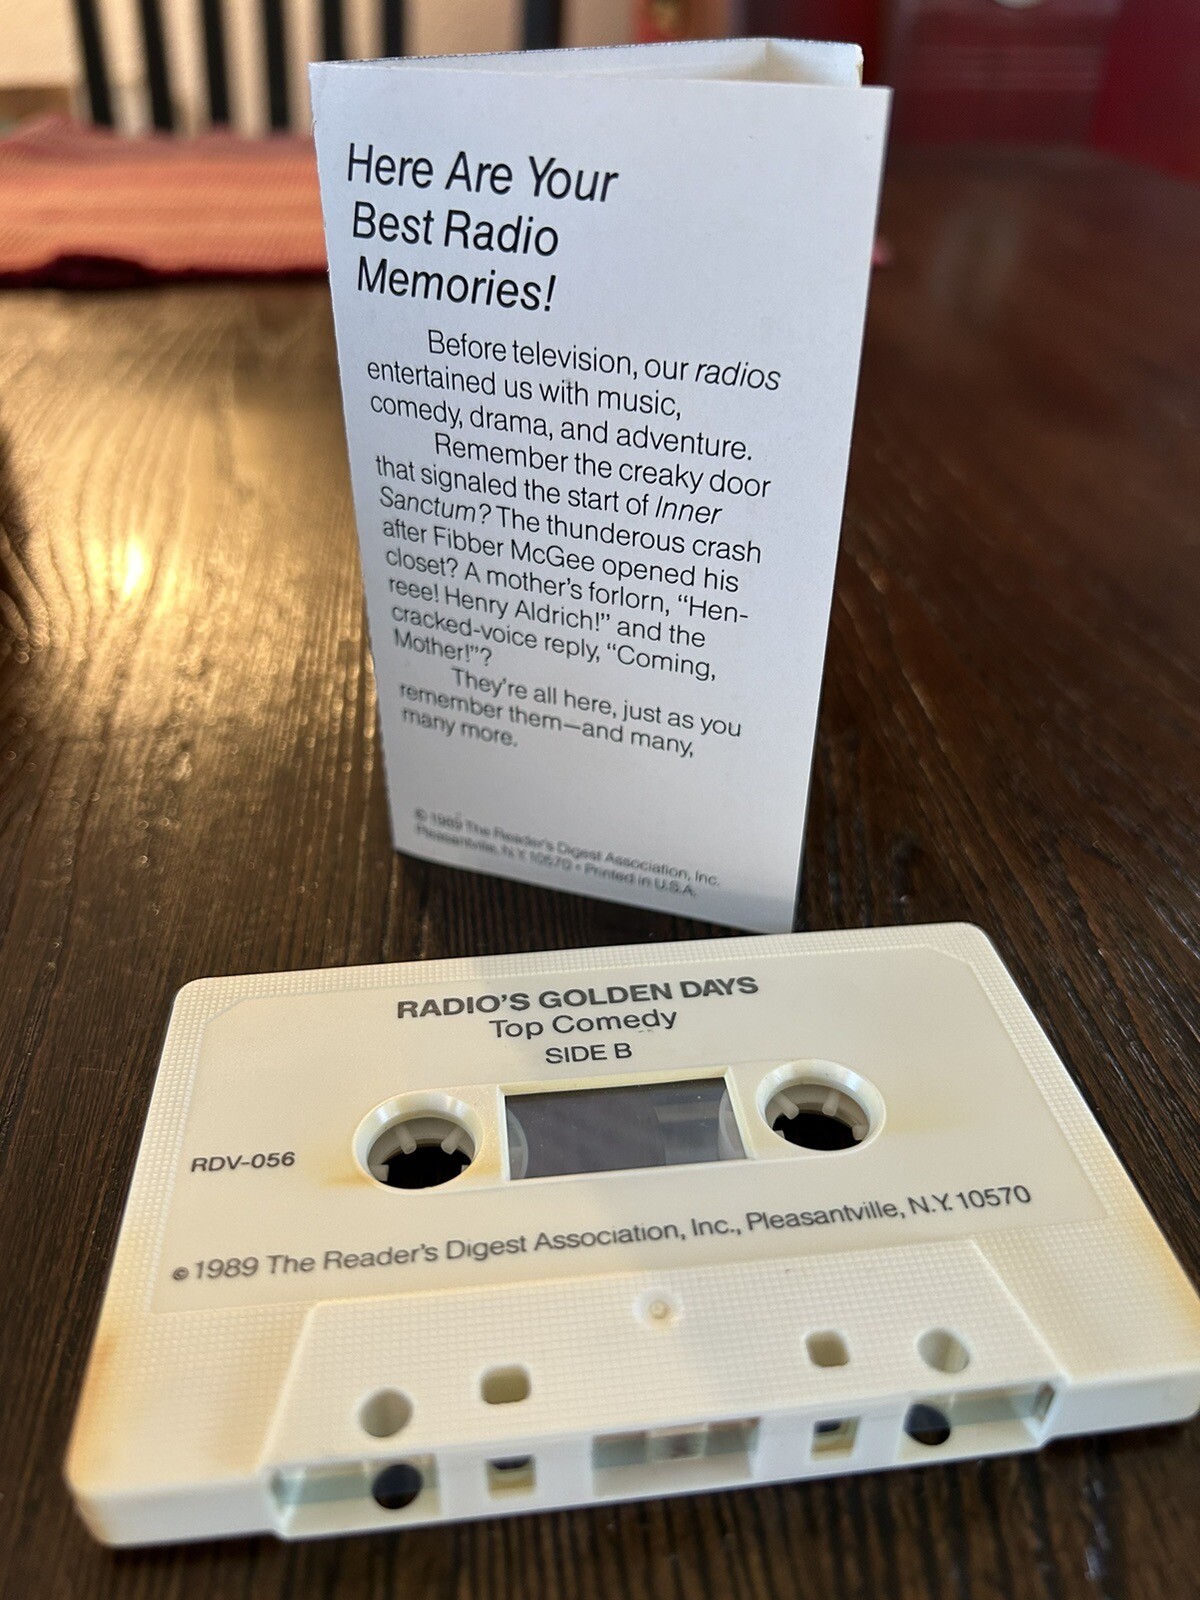 Here Are Your
Best Radio
Memories!
Before television, our radios
entertained us with music,
comedy, drama, and adventure.
Remember the creaky door
that signaled the start of Inner
Sanctum? The thunderous crash
after Fibber McGee opened his
closet? A mother's forlorn, "Hen-
reee! Henry Aldrich!" and the
cracked-voice reply, "Coming,
Mother!"?
They're all here, just as you
remember them—and many,
many more.
© 1989 The Reader's Digest Association, Inc.
Pleasantville, N.Y. 10570 • Printed in U.S.A.
RADIO'S GOLDEN DAYS
Top Comedy
SIDE B
RDV-056
© 1989 The Reader's Digest Association, Inc., Pleasantville, N.Y. 10570